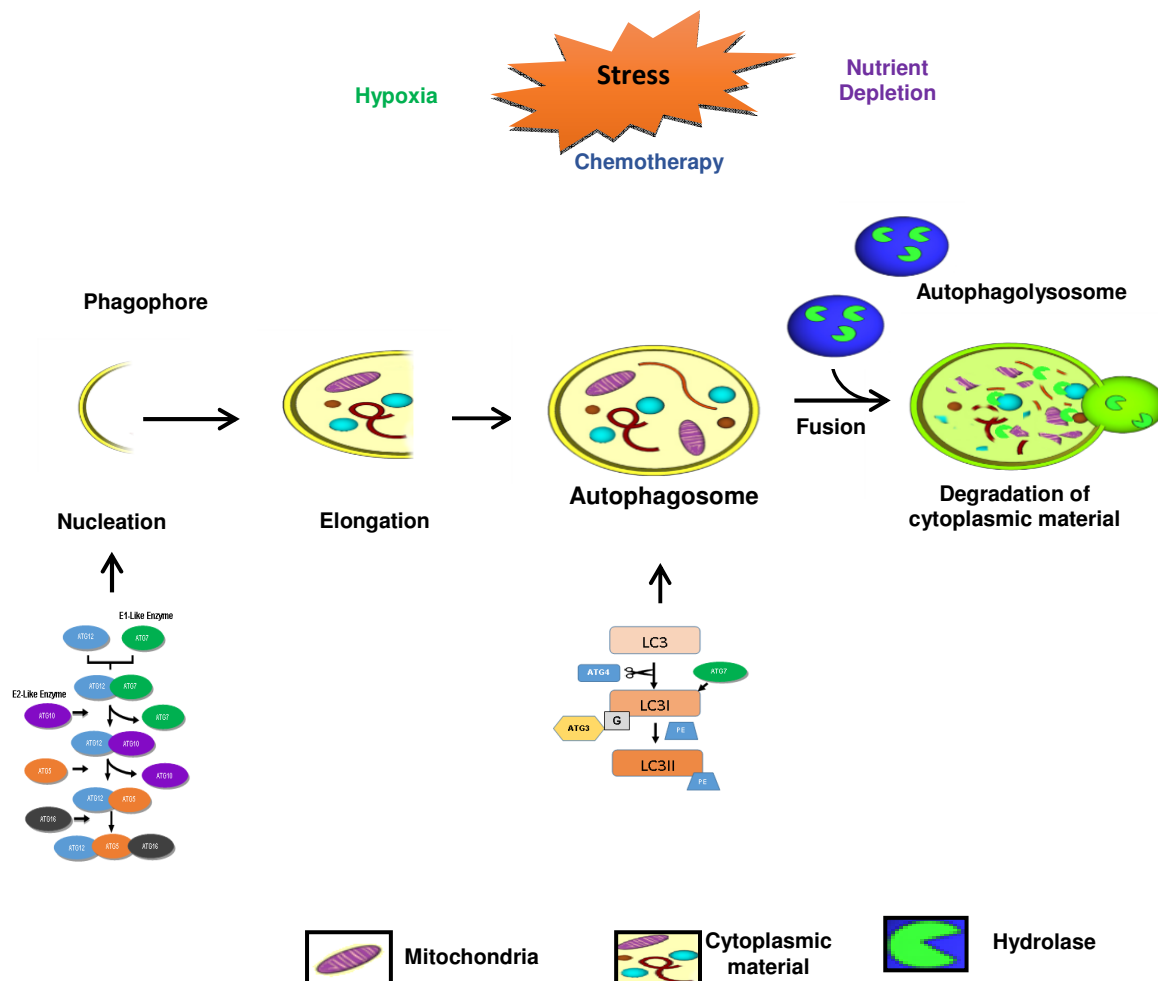 Stress
Hypoxia
Nutrient
Depletion
Chemotherapy
Phagophore
Autophagolysosome
Fusion
Nucleation
Elongation
Autophagosome
Degradation of
cytoplasmic material
E1-Like Enzyme
ATG12
ATG7
ATG12
ATG7
E2-Like Enzyme
ATG10
ATG7
ATG12
ATG10
ATG5
ATG10
ATG12
ATG5
ATG16
ATG12
ATG5
ATG16
LC3
ATG4
ATG7
LC3I
G
ATG3
PE
LC3II
PE
Mitochondria
Cytoplasmic
material
Hydrolase